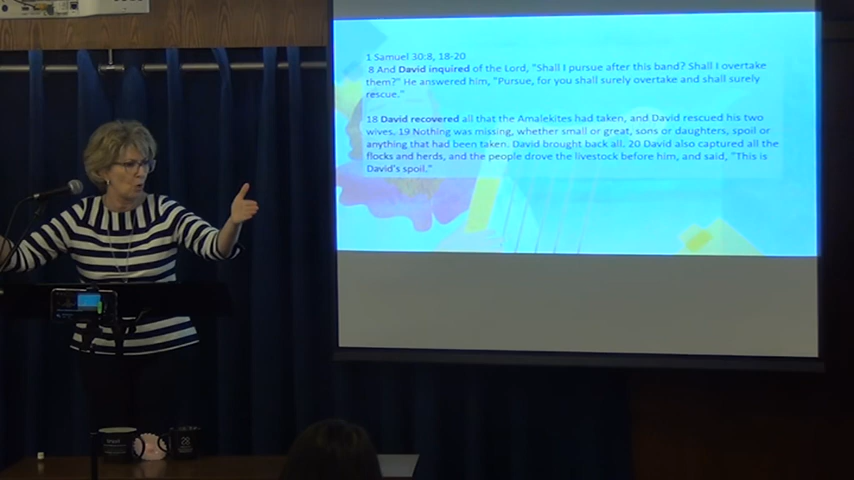 1 Samuel 30:8, 18-20
8 And David inquired of the Lord, "Shall I pursue after this band? Shall I overtake
them?" He answered him, "Pursue, for you shall surely overtake and shall surely
rescue."
18 David recovered all that the Amalekites had taken, and David rescued his two
wives. 19 Nothing was missing, whether small or great, sons or daughters, spoil or
anything that had been taken. David brought back all. 20 David also captured all the
flocks and herds, and the people drove the livestock before him, and said, "This is
David's spoil."